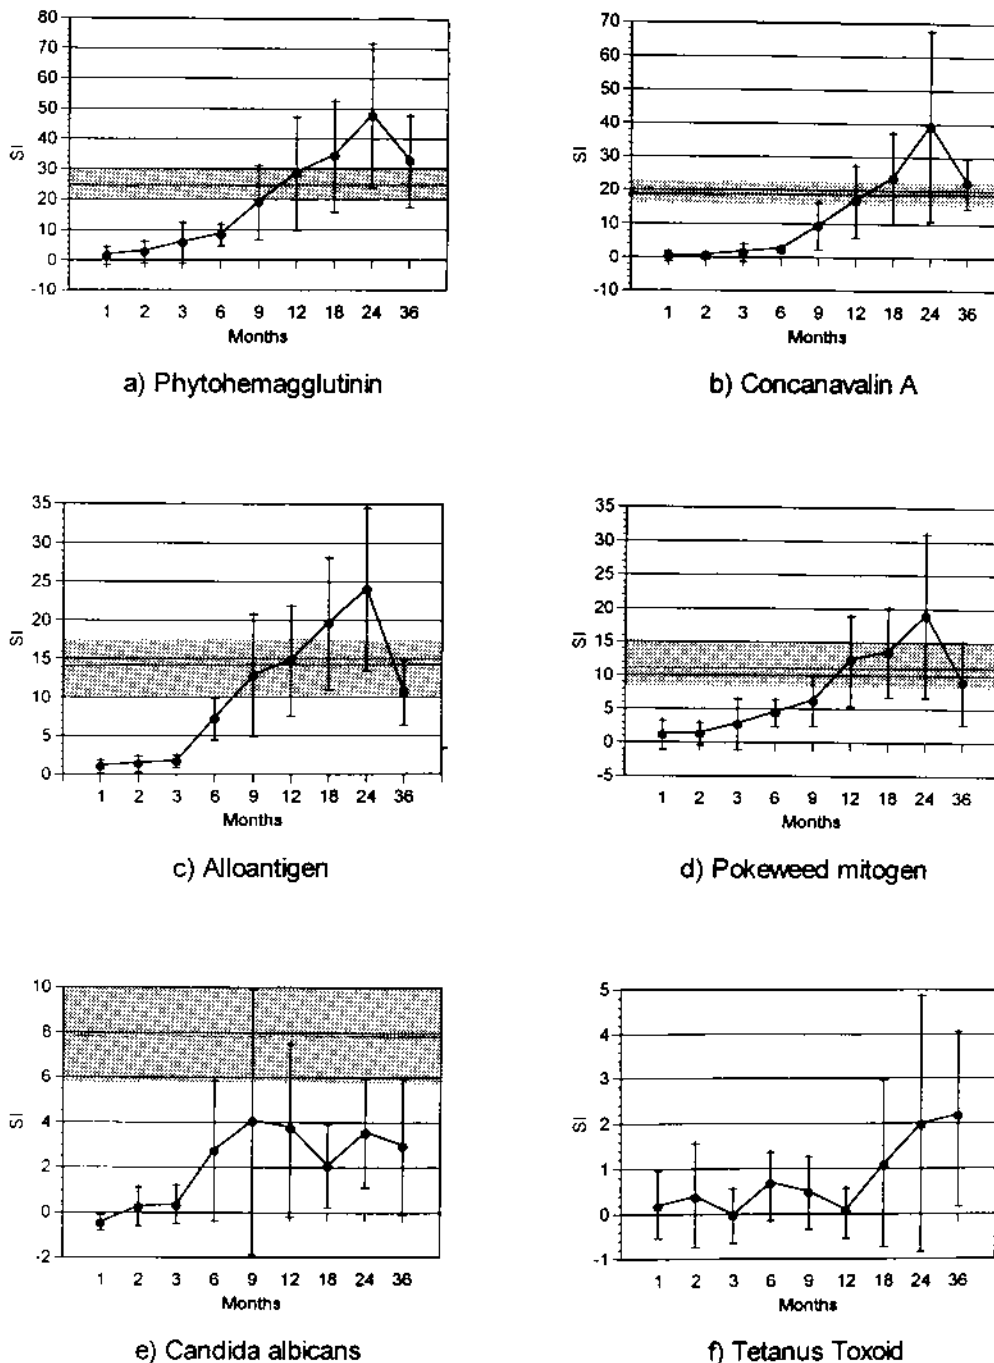 80
70
60
50
40
30
20
10
0
-10
SI
1 2 3 6 9 12 18 24 36
Months
a) Phytohemagglutinin
70
60
50
40
30
20
10
0
-10
SI
1 2 3 6 9 12 18 24 36
Months
b) Concanavalin A
35
30
25
20
15
10
5
0
SI
1 2 3 6 9 12 18 24 36
Months
c) Alloantigen
35
30
25
20
15
10
5
0
-5
SI
1 2 3 6 9 12 18 24 36
Months
d) Pokeweed mitogen
10
8
6
4
2
0
-2
SI
1 2 3 6 9 12 18 24 36
Months
e) Candida albicans
5
4
3
2
1
0
-1
SI
1 2 3 6 9 12 18 24 36
Months
f) Tetanus Toxoid